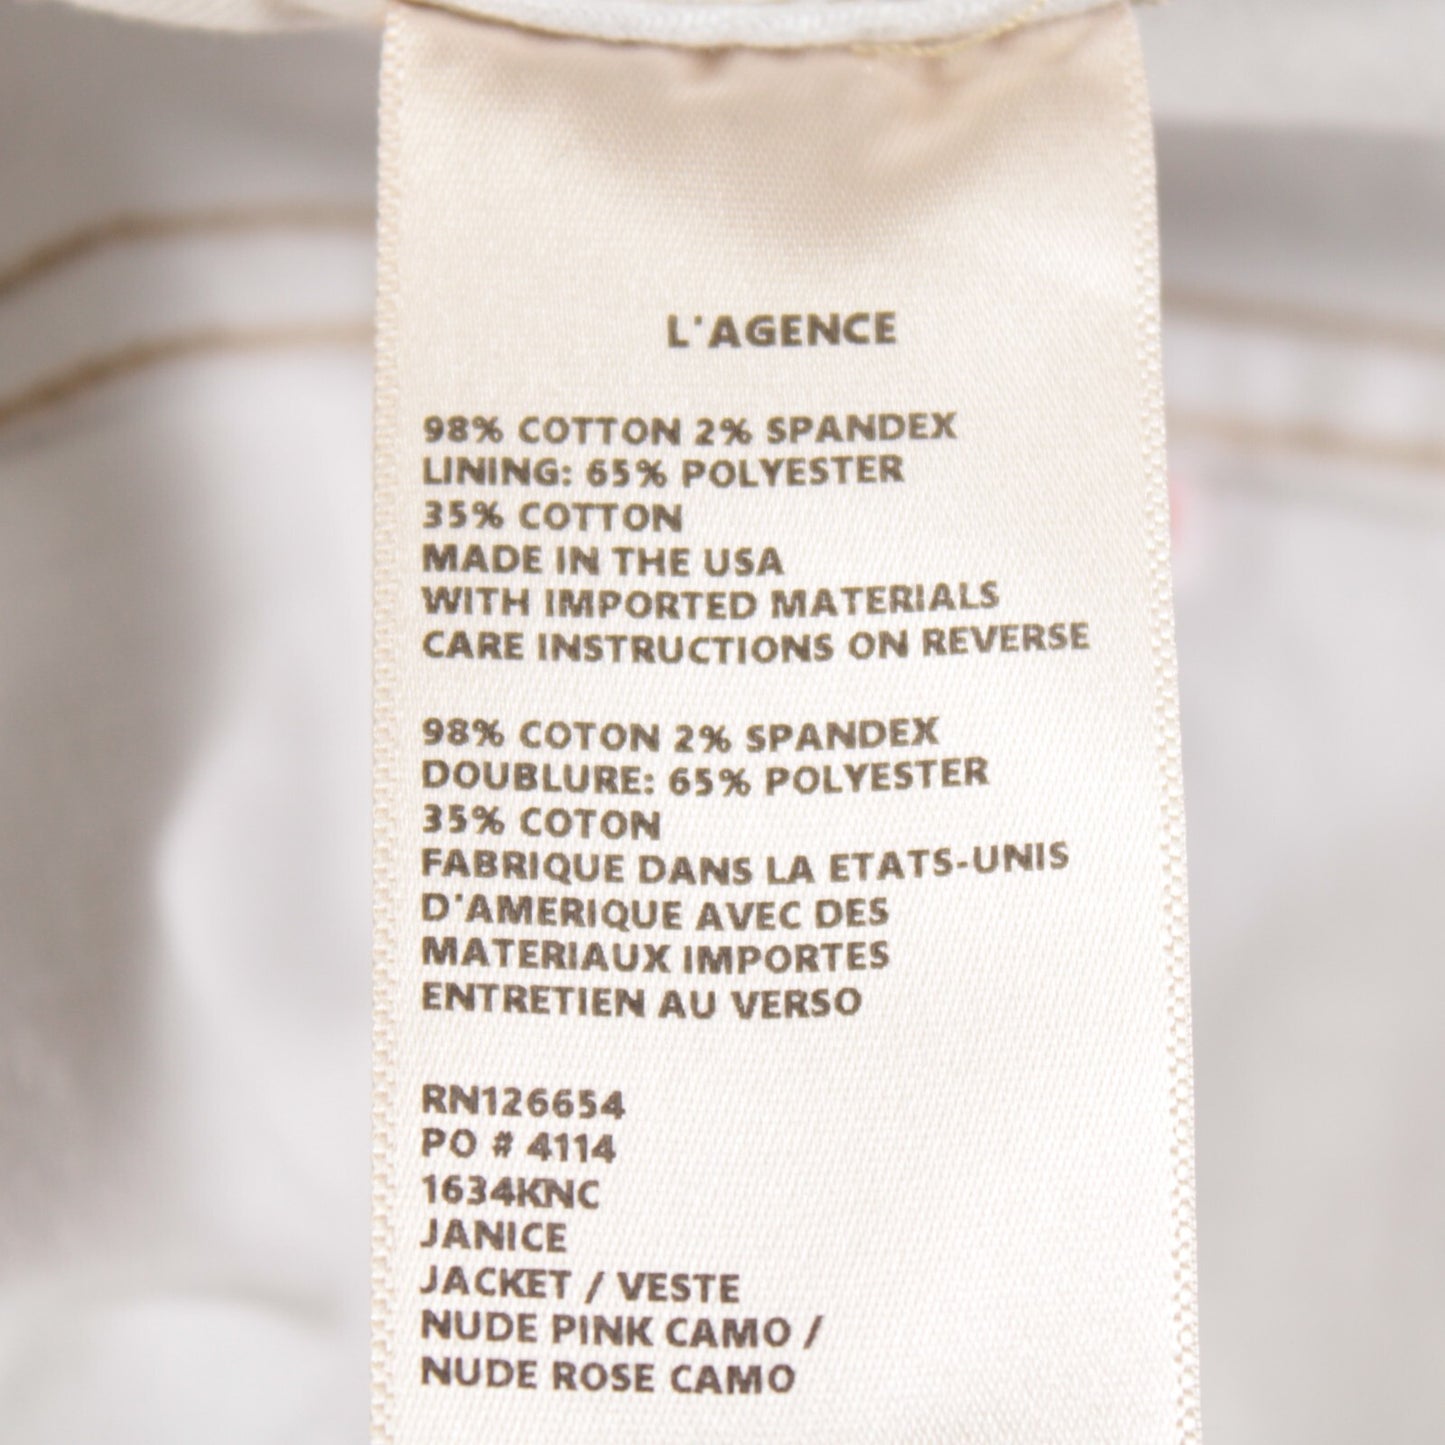 L'AGENCE
98% COTTON 2% SPANDEX
LINING: 65% POLYESTER
35% COTTON
MADE IN THE USA
WITH IMPORTED MATERIALS
CARE INSTRUCTIONS ON REVERSE
98% COTON 2% SPANDEX
DOUBLURE: 65% POLYESTER
35% COTON
FABRIQUE DANS LA ETATS-UNIS
D'AMERIQUE AVEC DES
MATERIAUX IMPORTES
ENTRETIEN AU VERSO
RN126654
PO # 4114
1634KNC
JANICE
JACKET / VESTE
NUDE PINK CAMO /
NUDE ROSE CAMO